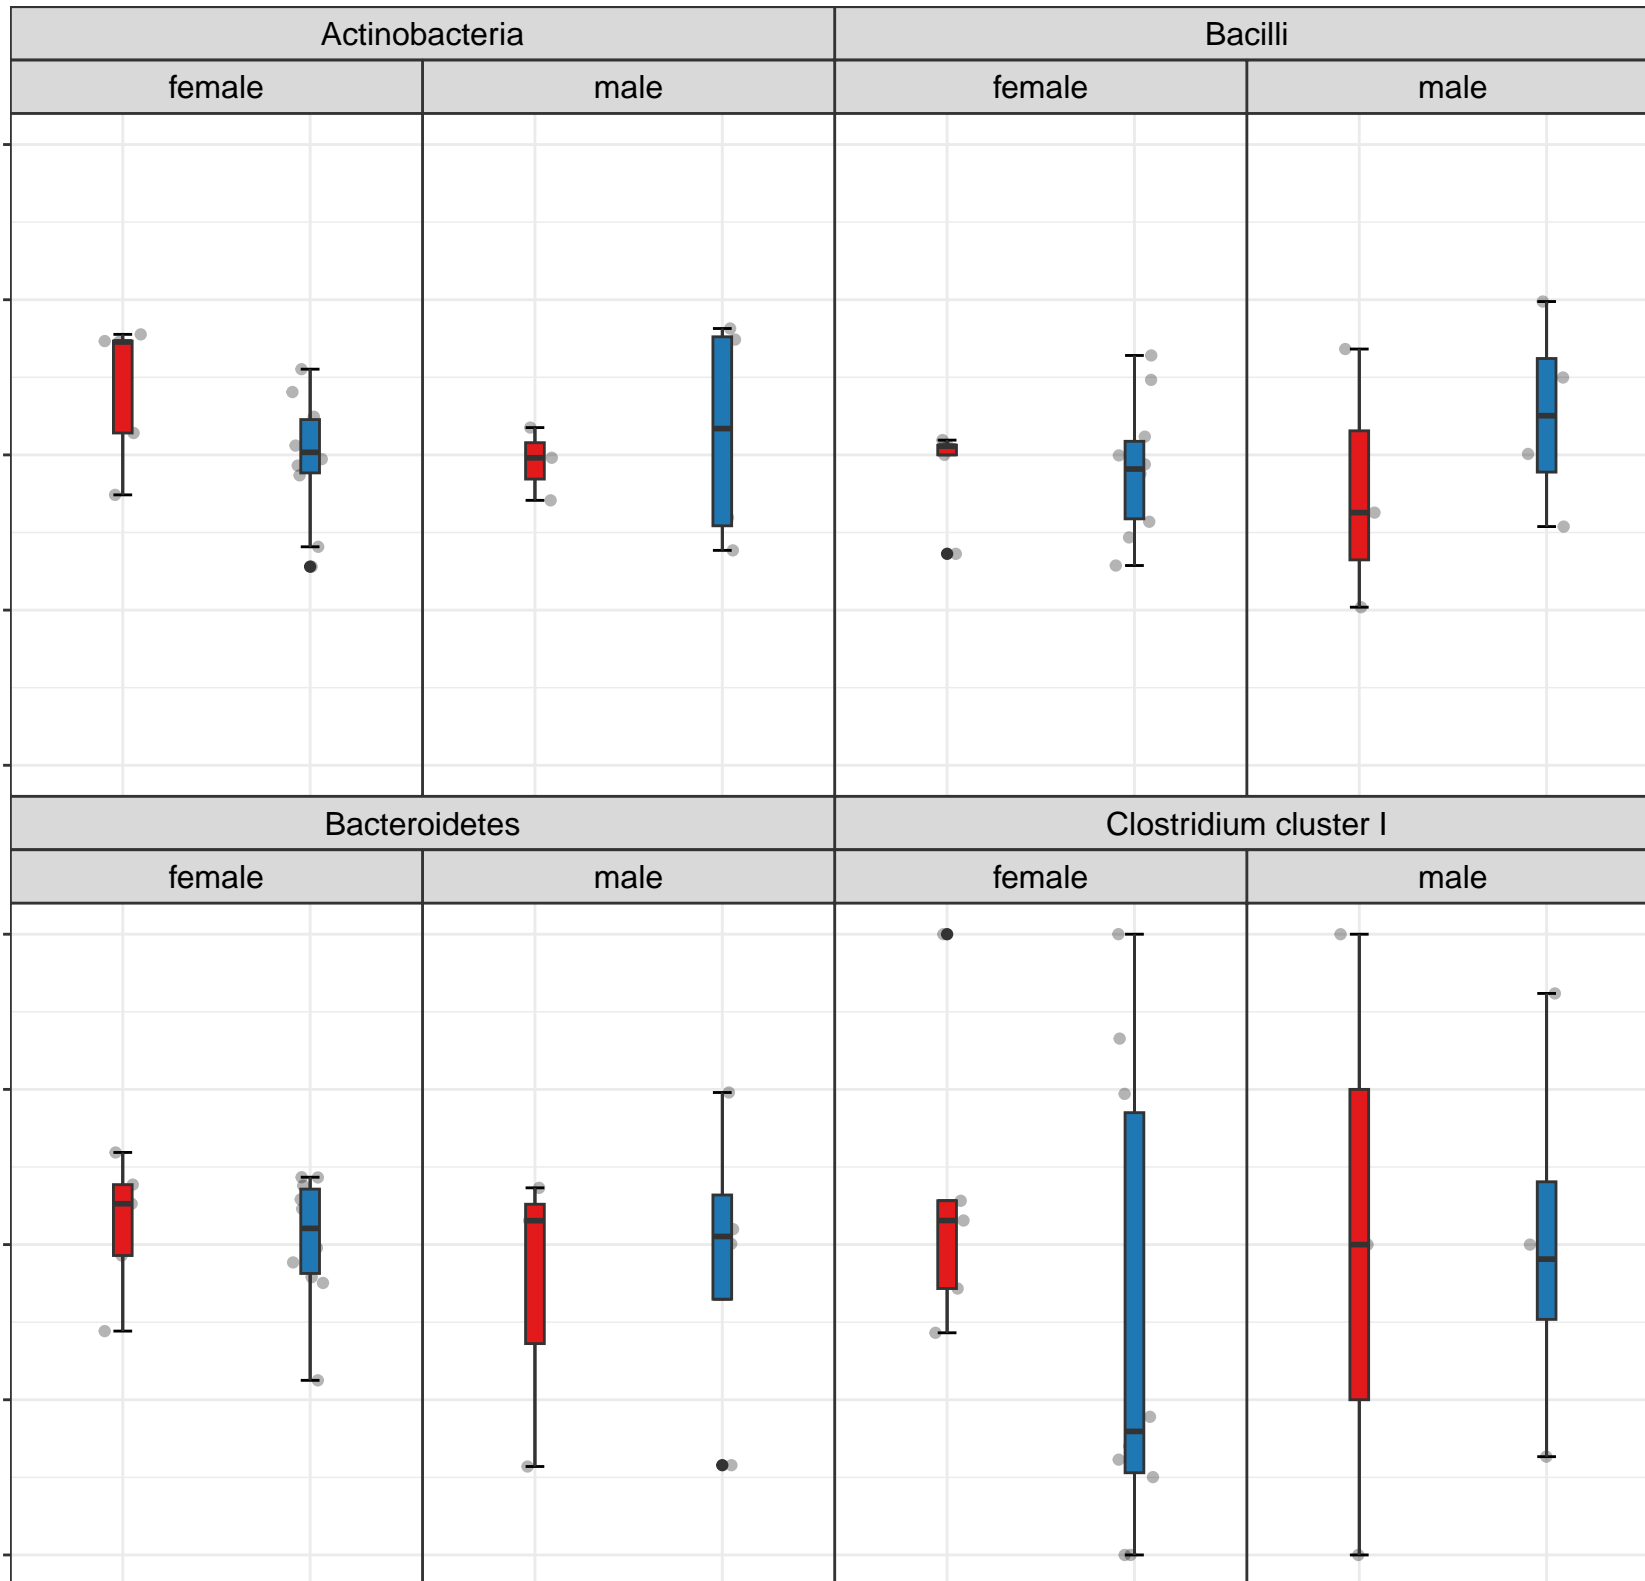 Actinobacteria
Bacilli
female
male
female
male
Bacteroidetes
Clostridium cluster I
female
male
female
male